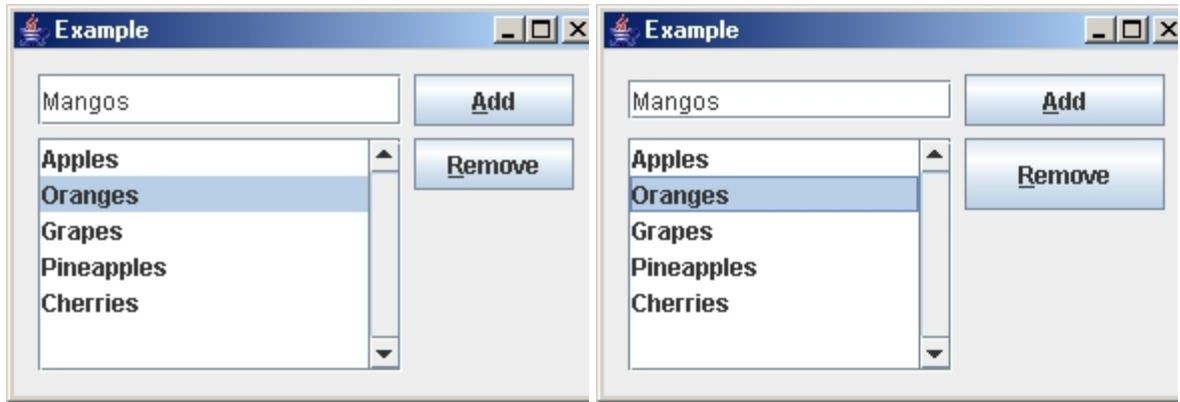 Example
Mangos
Add
Apples
Remove
Oranges
Grapes
Pineapples
Cherries
Example
Mangos
Add
Apples
Remove
Oranges
Grapes
Pineapples
Cherries